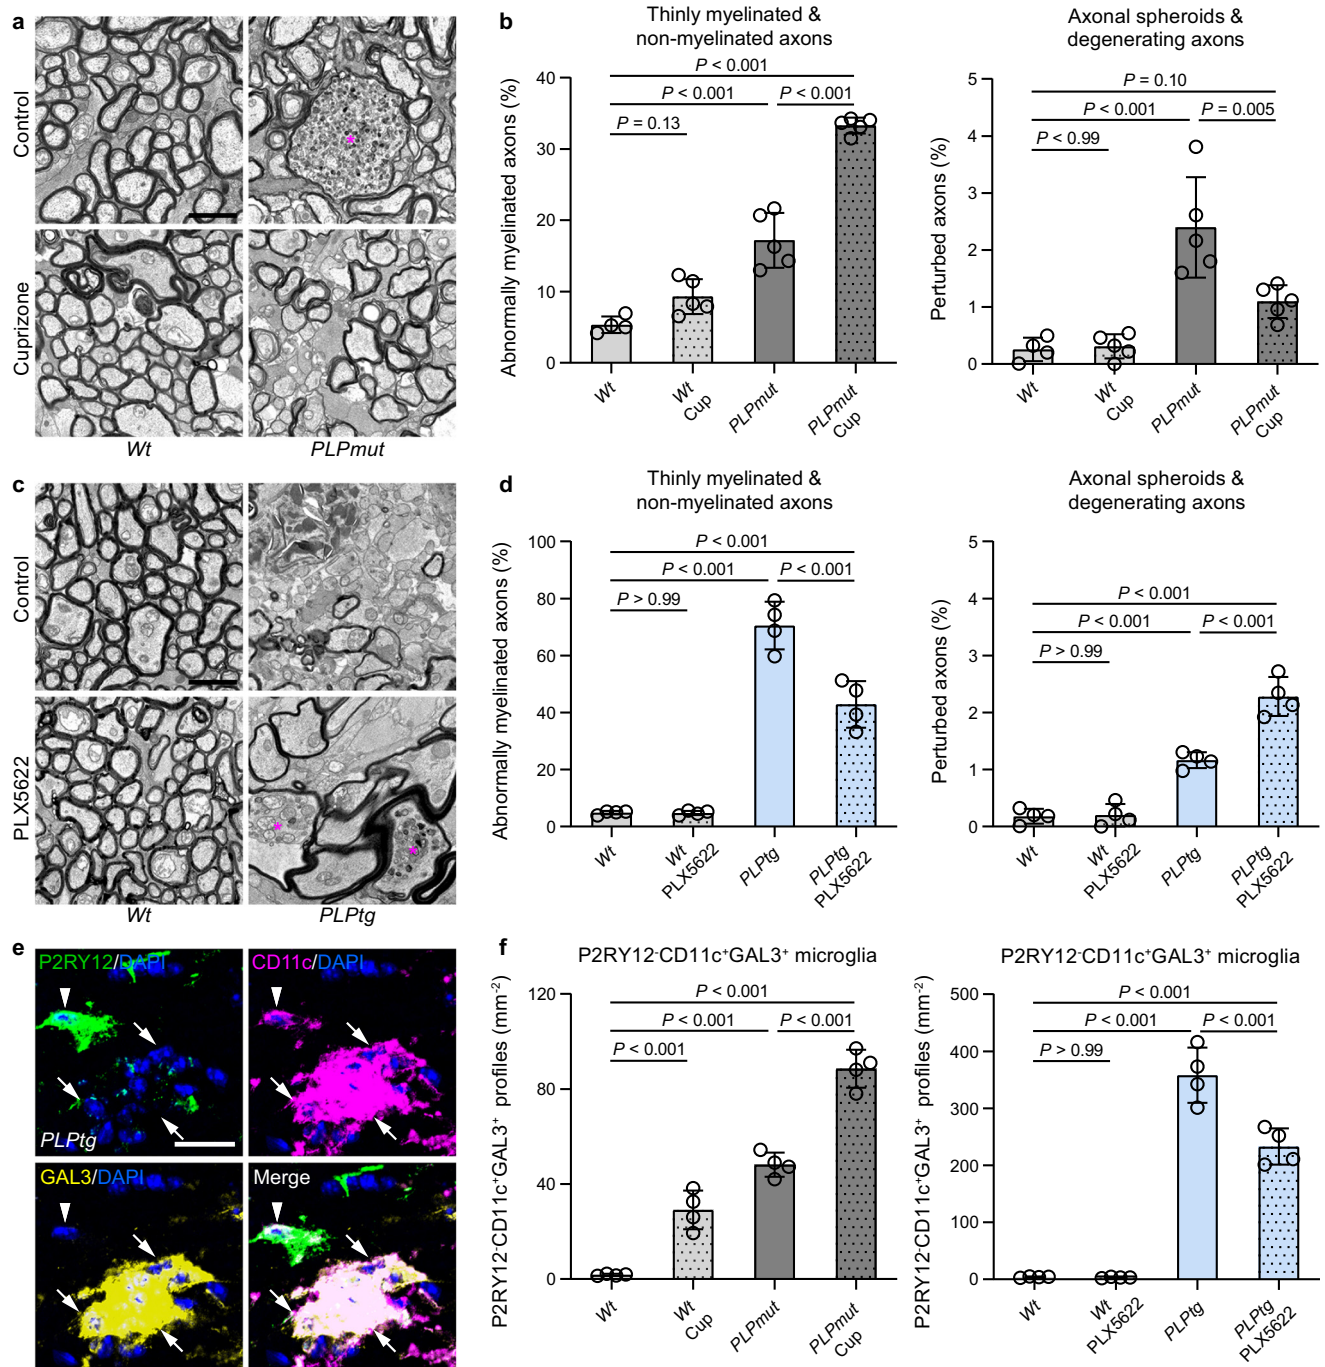 a
Control
Cuprizone
Wt
PLPmut
*
b
Thinly myelinated &
non-myelinated axons
Abnormally myelinated axons (%)
40
30
20
10
0
P < 0.001
P < 0.001
P < 0.001
P = 0.13
Wt
Wt
Cup
PLPmut
PLPmut
Cup
Axonal spheroids &
degenerating axons
Perturbed axons (%)
5
4
3
2
1
0
P = 0.10
P < 0.001
P = 0.005
P < 0.99
Wt
Wt
Cup
PLPmut
PLPmut
Cup
c
Control
PLX5622
Wt
PLPtg
*
*
d
Thinly myelinated &
non-myelinated axons
Abnormally myelinated axons (%)
100
80
60
40
20
0
P < 0.001
P < 0.001
P < 0.001
P > 0.99
Wt
Wt
PLX5622
PLPtg
PLPtg
PLX5622
Axonal spheroids &
degenerating axons
Perturbed axons (%)
5
4
3
2
1
0
P < 0.001
P < 0.001
P < 0.001
P > 0.99
Wt
Wt
PLX5622
PLPtg
PLPtg
PLX5622
e
P2RY12/DAPI
CD11c/DAPI
PLPtg
GAL3/DAPI
Merge
f
P2RY12⁻CD11c⁺GAL3⁺ microglia
P2RY12⁻CD11c⁺GAL3⁺ profiles (mm⁻²)
120
80
40
0
P < 0.001
P < 0.001
P < 0.001
P < 0.001
Wt
Wt
Cup
PLPmut
PLPmut
Cup
P2RY12⁻CD11c⁺GAL3⁺ microglia
P2RY12⁻CD11c⁺GAL3⁺ profiles (mm⁻²)
500
400
300
200
100
0
P < 0.001
P < 0.001
P < 0.001
P > 0.99
Wt
Wt
PLX5622
PLPtg
PLPtg
PLX5622